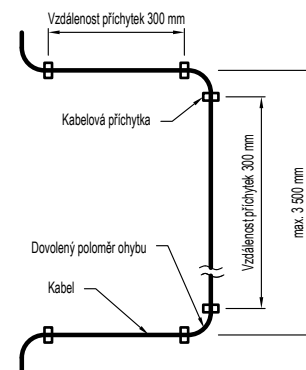 Vzdálenost příchytek 300 mm
Kabelová příchytka
Vzdálenost příchytek 300 mm
max. 3 500 mm
Dovolený poloměr ohybu
Kabel